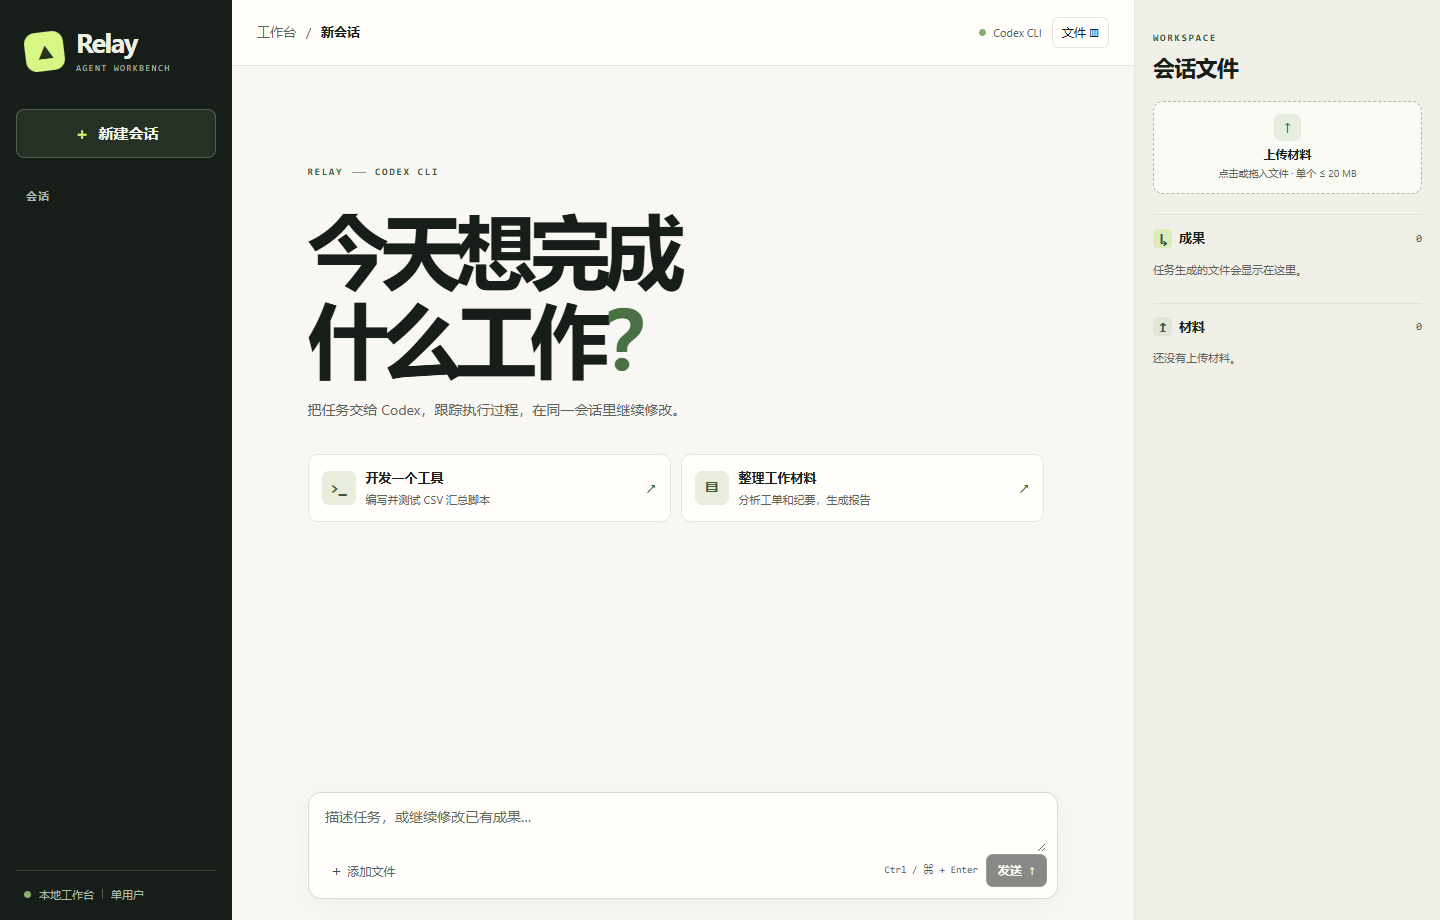 Relay
AGENT WORKBENCH
+ 新建会话
会话
本地工作台 | 单用户
工作台 / 新会话
Codex CLI
文件
RELAY — CODEX CLI
今天想完成
什么工作?
把任务交给 Codex，跟踪执行过程，在同一会话里继续修改。
>_
开发一个工具
编写并测试 CSV 汇总脚本
↗
整理工作材料
分析工单和纪要，生成报告
↗
描述任务，或继续修改已有成果...
+ 添加文件
Ctrl / ⌘ + Enter
发送 ↑
WORKSPACE
会话文件
↑
上传材料
点击或拖入文件 · 单个 ≤ 20 MB
↳ 成果 0
任务生成的文件会显示在这里。
↥ 材料 0
还没有上传材料。